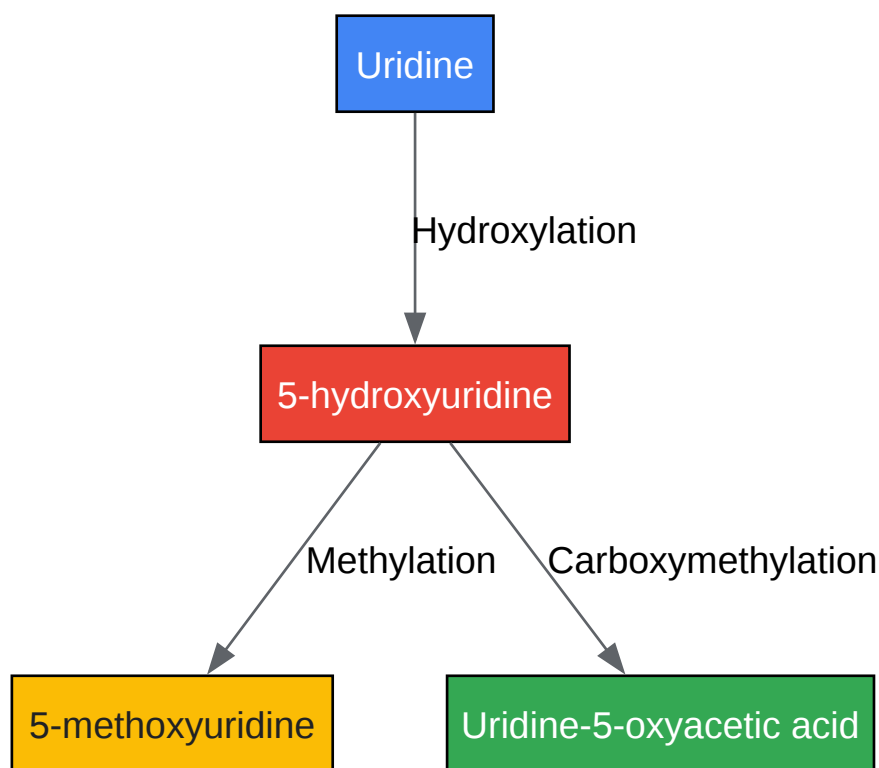 Uridine
Hydroxylation
5-hydroxyuridine
Methylation
Carboxymethylation
5-methoxyuridine
Uridine-5-oxyacetic acid